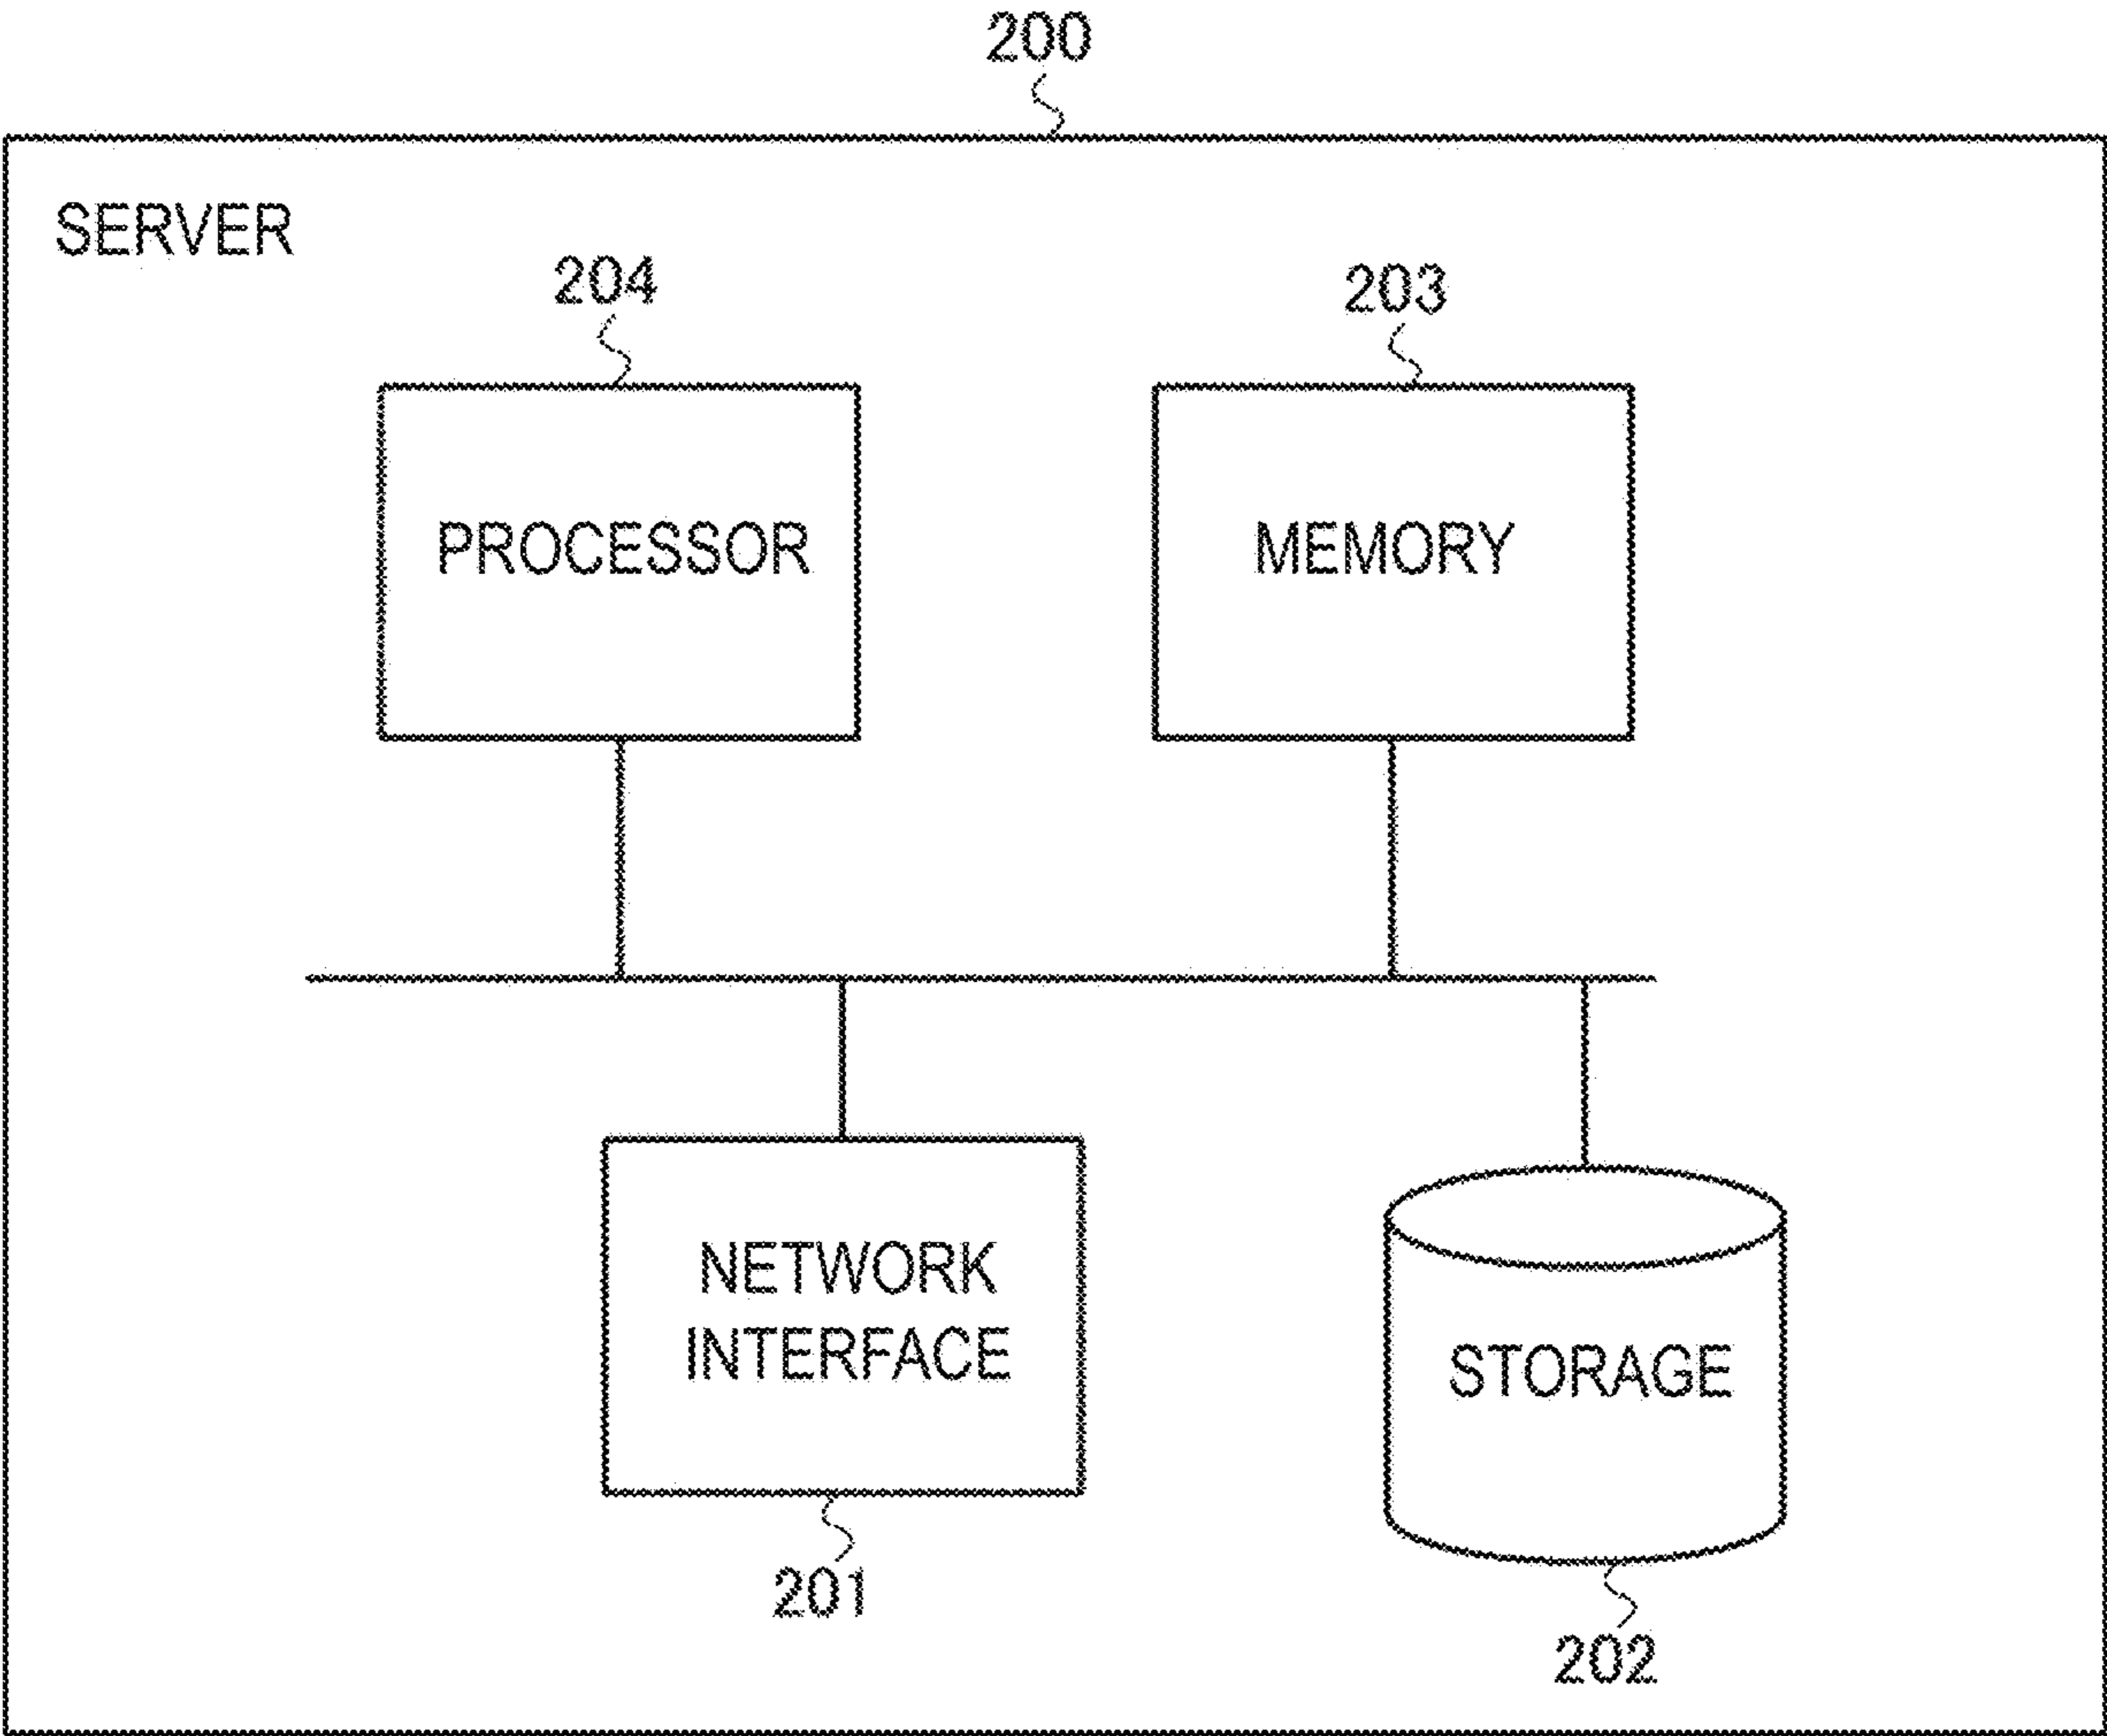 200
SERVER
204
203
PROCESSOR
MEMORY
NETWORK
INTERFACE
STORAGE
201
202